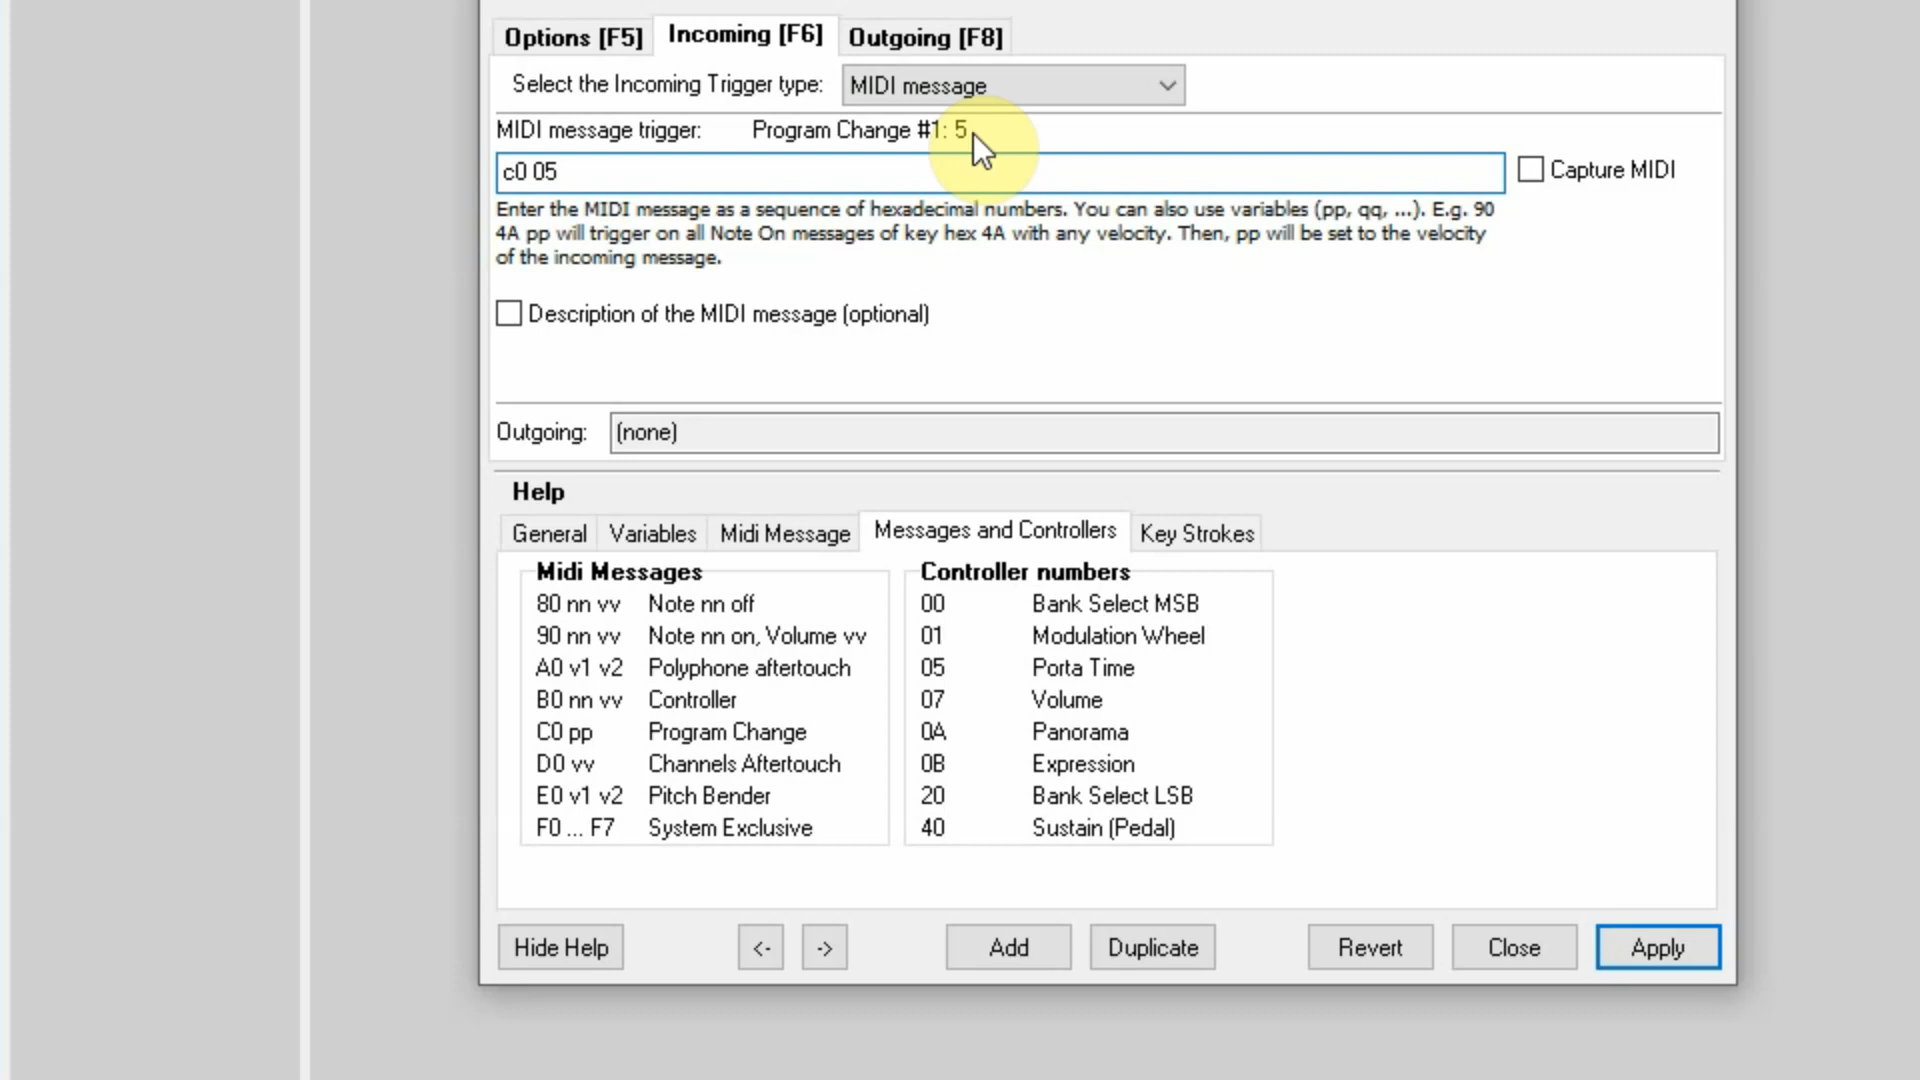 Options [F5] Incoming [F6] Outgoing [F8]
Select the Incoming Trigger type: MIDI message
MIDI message trigger: Program Change #1: 5
c0 05
Capture MIDI
Enter the MIDI message as a sequence of hexadecimal numbers. You can also use variables (pp, qq, ...). E.g. 90
4A pp will trigger on all Note On messages of key hex 4A with any velocity. Then, pp will be set to the velocity
of the incoming message.
Description of the MIDI message (optional)
Outgoing: (none)
Help
General Variables Midi Message Messages and Controllers Key Strokes
Midi Messages
80 nn vv Note nn off
90 nn vv Note nn on, Volume vv
A0 v1 v2 Polyphone aftertouch
B0 nn vv Controller
C0 pp Program Change
D0 vv Channels Aftertouch
E0 v1 v2 Pitch Bender
F0 ... F7 System Exclusive
Controller numbers
00 Bank Select MSB
01 Modulation Wheel
05 Porta Time
07 Volume
0A Panorama
0B Expression
20 Bank Select LSB
40 Sustain (Pedal)
Hide Help <- -> Add Duplicate Revert Close Apply